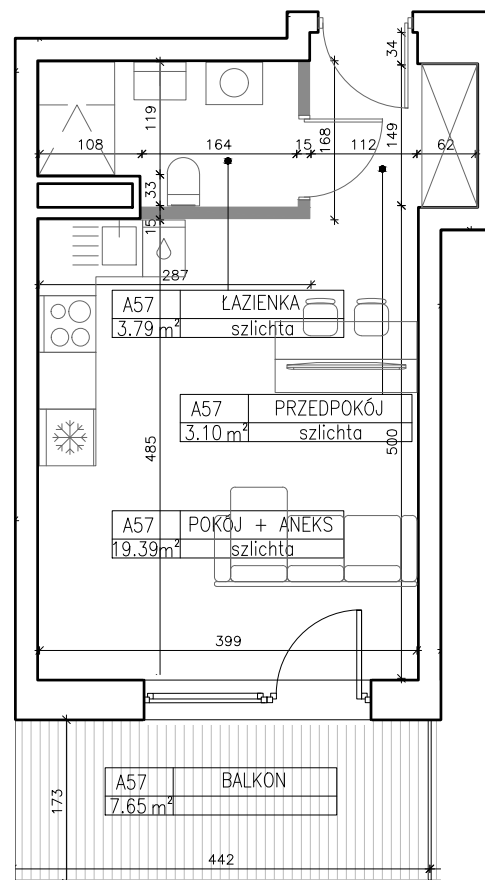 34
119
108
164
15
168
112
149
62
33
15
287
A57 ŁAZIENKA
3.79 m² szlichta
A57 PRZEDPOKÓJ
3.10 m² szlichta
485
500
A57 POKÓJ + ANEKS
19.39m² szlichta
399
A57 BALKON
7.65 m²
173
442